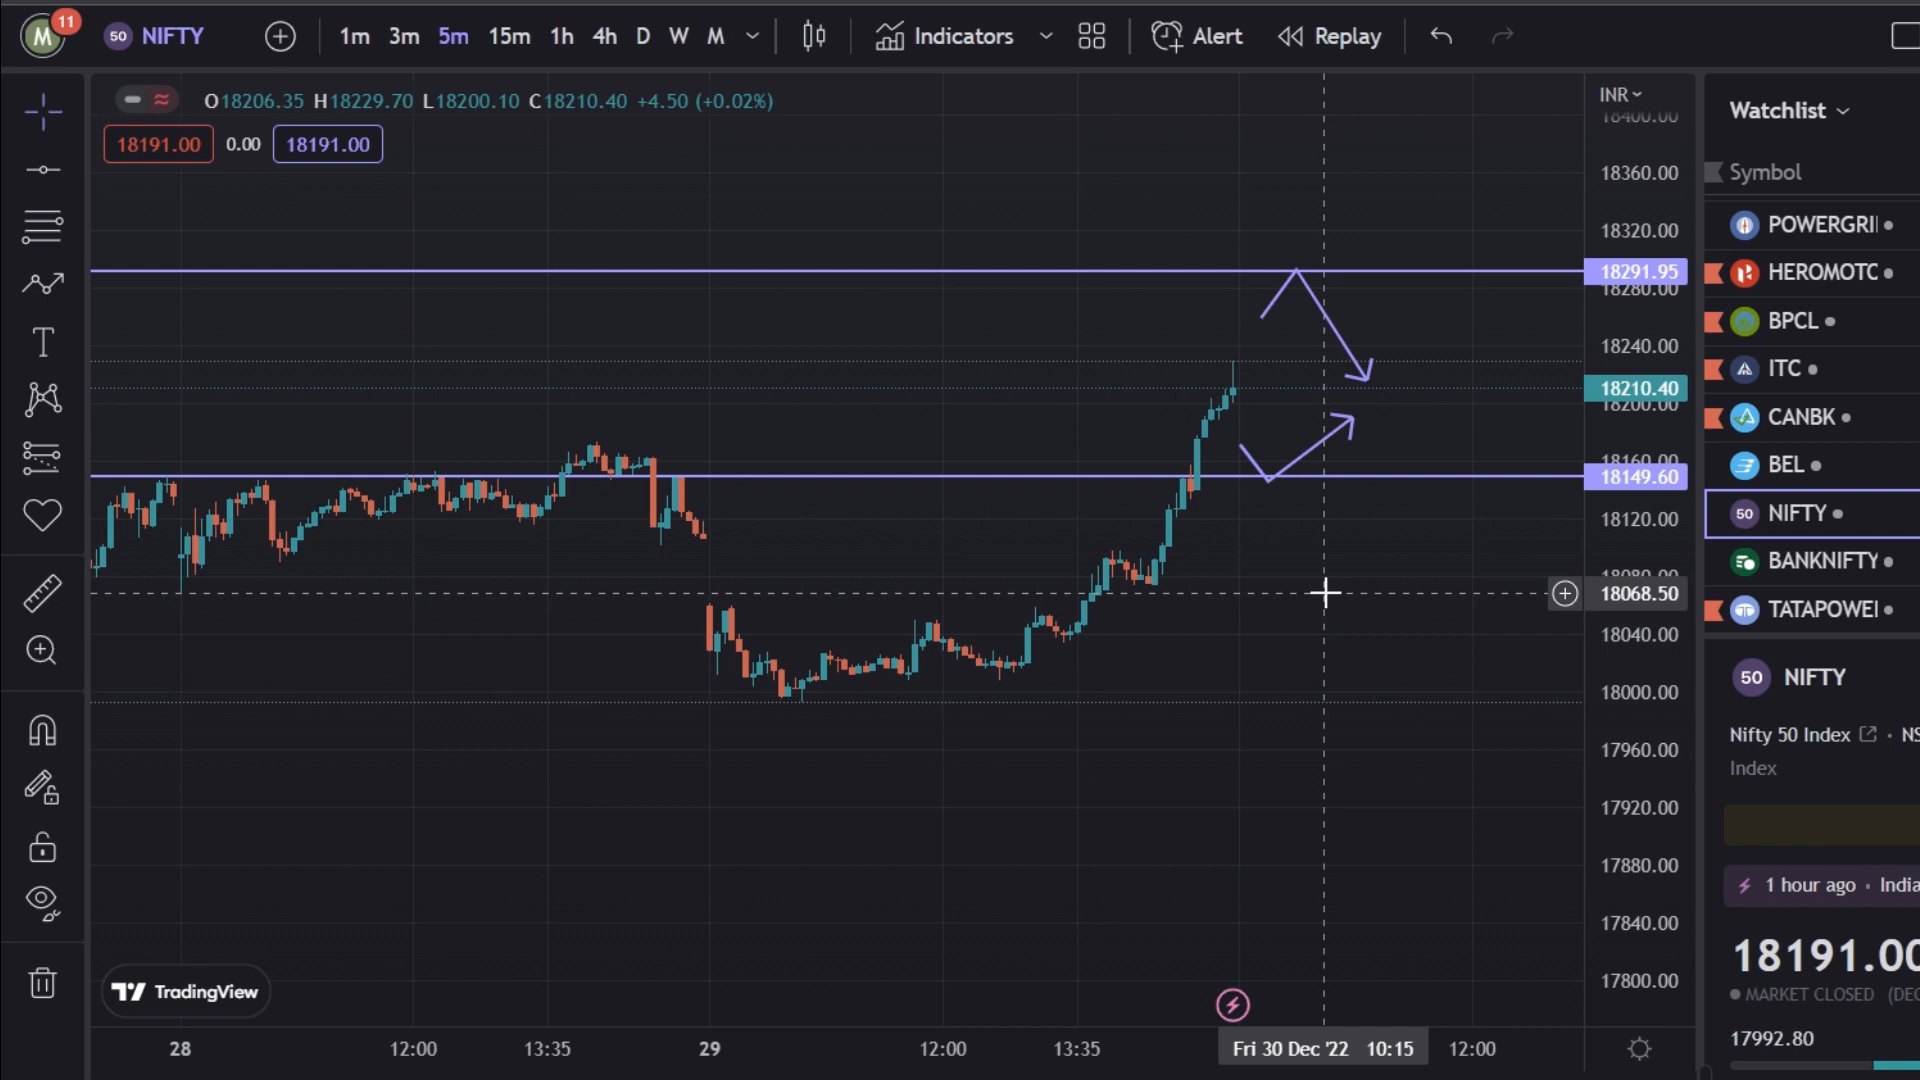 M 11 50 NIFTY 1m 3m 5m 15m 1h 4h D W M Indicators Alert Replay
O18206.35 H18229.70 L18200.10 C18210.40 +4.50 (+0.02%)
18191.00 0.00 18191.00
INR
18400.00
18360.00
18320.00
18291.95
18280.00
18240.00
18210.40
18200.00
18160.00
18149.60
18120.00
18080.00
18068.50
18040.00
18000.00
17960.00
17920.00
17880.00
17840.00
17800.00
TradingView
28 12:00 13:35 29 12:00 13:35 Fri 30 Dec '22 10:15 12:00
Watchlist
Symbol
POWERGRI
HEROMOTC
BPCL
ITC
CANBK
BEL
50 NIFTY
BANKNIFTY
TATAPOWE
50 NIFTY
Nifty 50 Index · NS
Index
1 hour ago · India
18191.00
MARKET CLOSED (DEC
17992.80